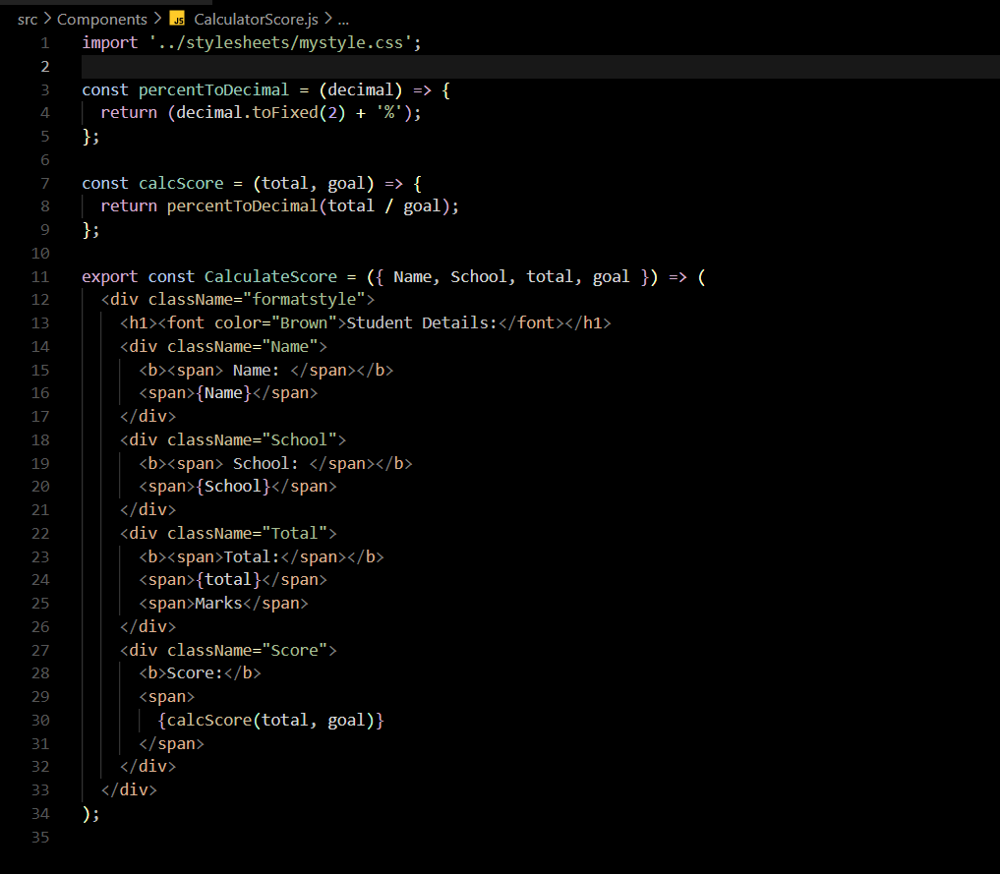 src > Components > JS CalculatorScore.js > ...
1 import '../stylesheets/mystyle.css';
2
3 const percentToDecimal = (decimal) => {
4   return (decimal.toFixed(2) + '%');
5 };
6
7 const calcScore = (total, goal) => {
8   return percentToDecimal(total / goal);
9 };
10
11 export const CalculateScore = ({ Name, School, total, goal }) => (
12   <div className="formatstyle">
13     <h1><font color="Brown">Student Details:</font></h1>
14     <div className="Name">
15       <b><span> Name: </span></b>
16       <span>{Name}</span>
17     </div>
18     <div className="School">
19       <b><span> School: </span></b>
20       <span>{School}</span>
21     </div>
22     <div className="Total">
23       <b><span>Total:</span></b>
24       <span>{total}</span>
25       <span>Marks</span>
26     </div>
27     <div className="Score">
28       <b>Score:</b>
29       <span>
30         {calcScore(total, goal)}
31       </span>
32     </div>
33   </div>
34 );
35